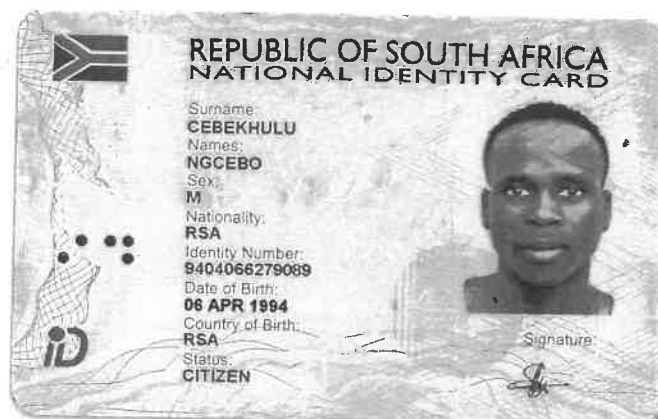 REPUBLIC OF SOUTH AFRICA
NATIONAL IDENTITY CARD
Surname:
CEBEKHULU
Names:
NGCEBO
Sex:
M
Nationality:
RSA
Identity Number:
9404066279089
Date of Birth:
06 APR 1994
Country of Birth:
RSA
Status:
CITIZEN
Signature:
iD